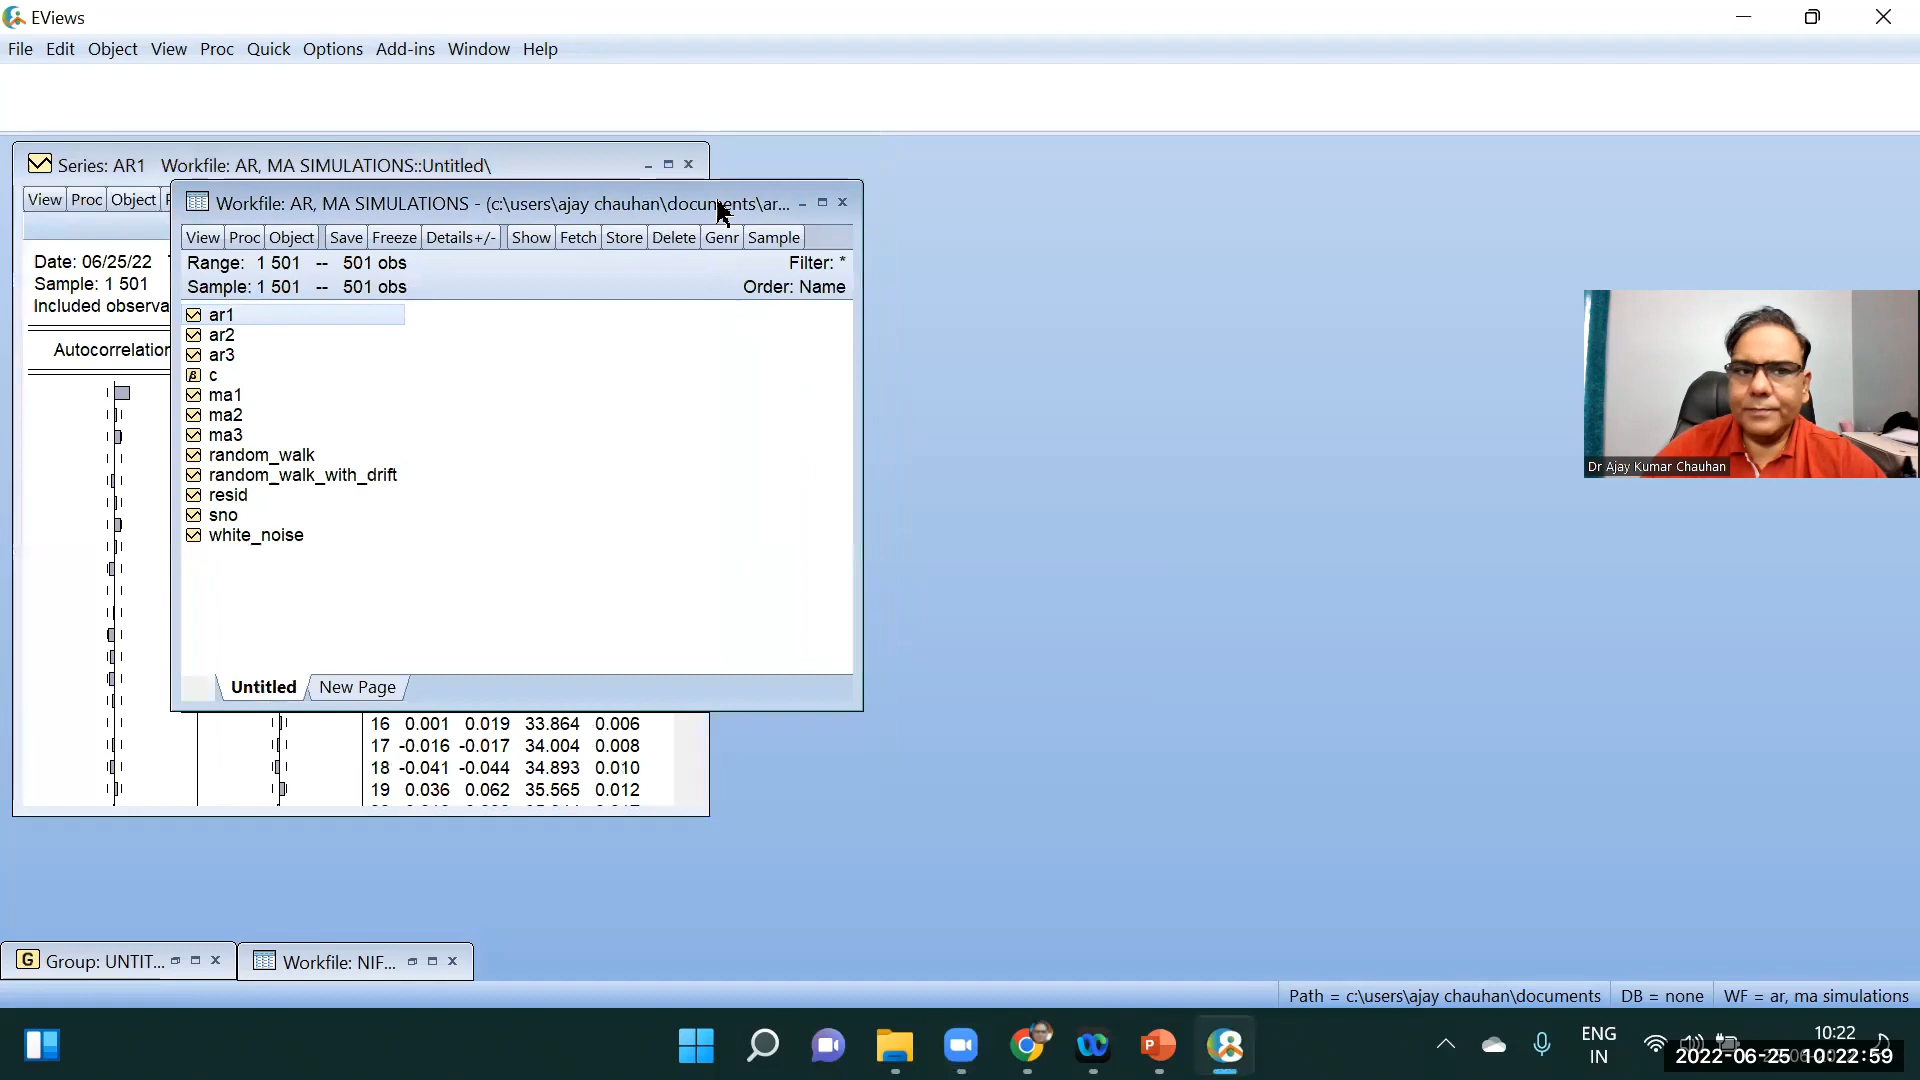 EViews
File Edit Object View Proc Quick Options Add-ins Window Help
Series: AR1 Workfile: AR, MA SIMULATIONS::Untitled\
View Proc Object
Workfile: AR, MA SIMULATIONS - (c:\users\ajay chauhan\documents\ar...
View Proc Object Save Freeze Details+/- Show Fetch Store Delete Genr Sample
Range: 1 501 -- 501 obs Filter: *
Sample: 1 501 -- 501 obs Order: Name
Date: 06/25/22
Sample: 1 501
Included observa
Autocorrelation
ar1
ar2
ar3
c
ma1
ma2
ma3
random_walk
random_walk_with_drift
resid
sno
white_noise
Untitled New Page
16 0.001 0.019 33.864 0.006
17 -0.016 -0.017 34.004 0.008
18 -0.041 -0.044 34.893 0.010
19 0.036 0.062 35.565 0.012
Dr Ajay Kumar Chauhan
Group: UNTIT... Workfile: NIF...
Path = c:\users\ajay chauhan\documents DB = none WF = ar, ma simulations
ENG
IN
10:22
2022-06-25 10:22:59